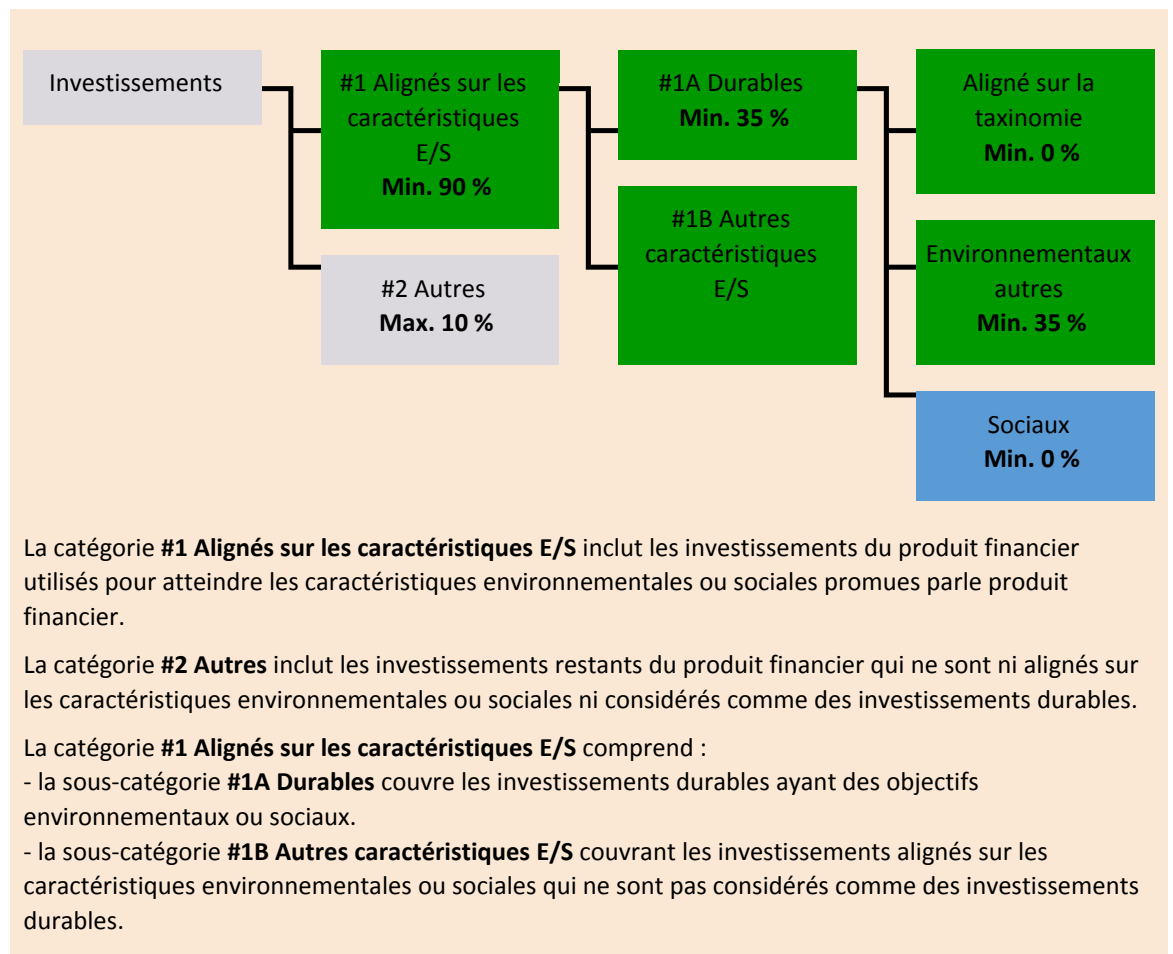 Investissements
#1 Alignés sur les
caractéristiques
E/S
Min. 90 %
#2 Autres
Max. 10 %
#1A Durables
Min. 35 %
#1B Autres
caractéristiques
E/S
Aligné sur la
taxinomie
Min. 0 %
Environnementaux
autres
Min. 35 %
Sociaux
Min. 0 %
La catégorie #1 Alignés sur les caractéristiques E/S inclut les investissements du produit financier
utilisés pour atteindre les caractéristiques environnementales ou sociales promues parle produit
financier.
La catégorie #2 Autres inclut les investissements restants du produit financier qui ne sont ni alignés sur
les caractéristiques environnementales ou sociales ni considérés comme des investissements durables.
La catégorie #1 Alignés sur les caractéristiques E/S comprend :
- la sous-catégorie #1A Durables couvre les investissements durables ayant des objectifs
environnementaux ou sociaux.
- la sous-catégorie #1B Autres caractéristiques E/S couvrant les investissements alignés sur les
caractéristiques environnementales ou sociales qui ne sont pas considérés comme des investissements
durables.